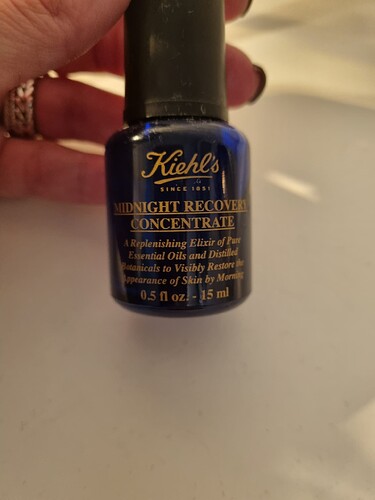 Kiehl's
SINCE 1851
MIDNIGHT RECOVERY
CONCENTRATE
A Replenishing Elixir of Pure
Essential Oils and Distilled
Botanicals to Visibly Restore the
Appearance of Skin by Morning
0.5 fl oz. - 15 ml